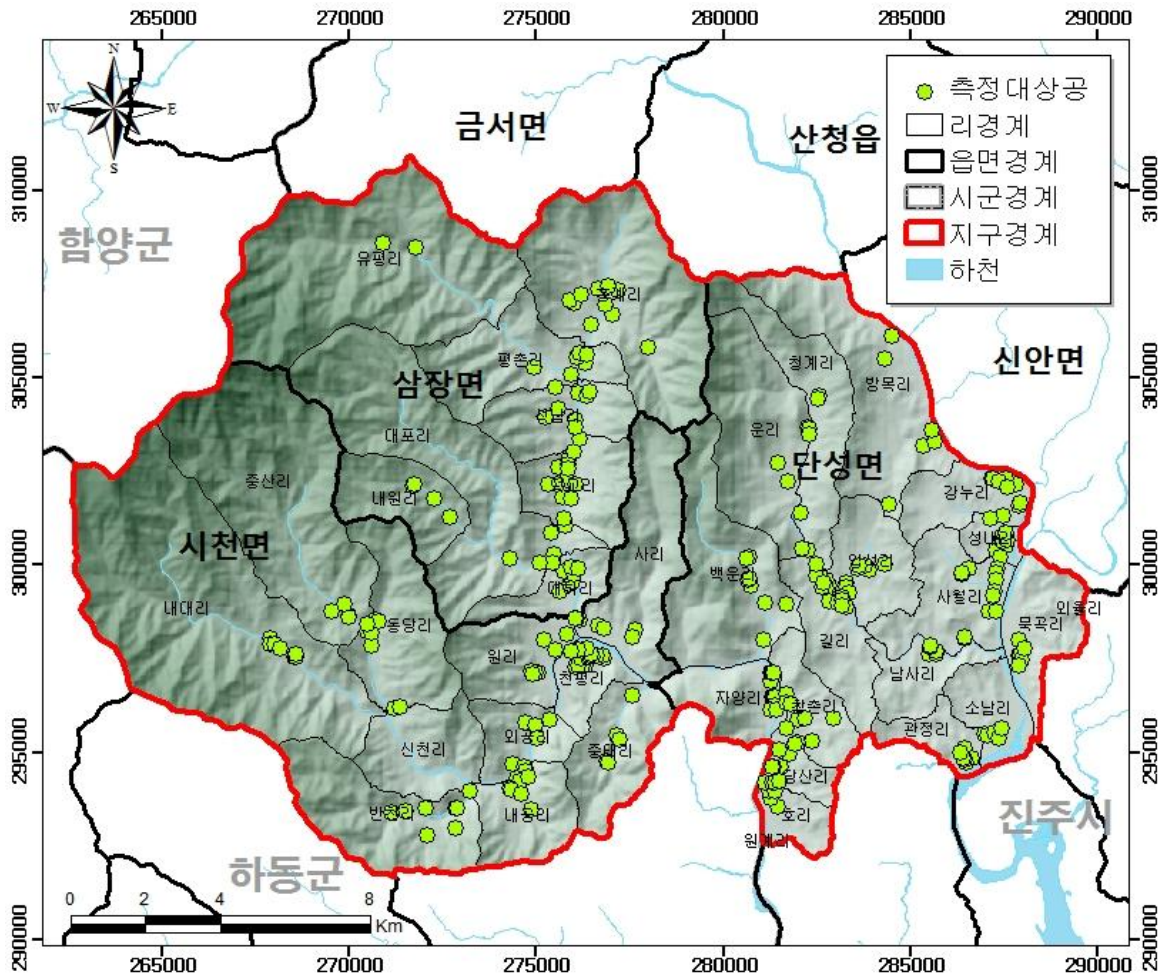 265000 270000 275000 280000 285000 290000
N
W E
S
측정대상공
리경계
읍면경계
시군경계
지구경계
하천
310000 305000 300000 295000 290000
310000 305000 300000 295000 290000
금서면
산청읍
함양군
유평리
신안면
평촌리
청계리
방목리
삼장면
대포리
운리
단성면
중산리
내원리
강누리
성내리
시천면
사리
백운리
사월리
내대리
동당리
묵곡리
외율리
원리
길리
천평리
남사리
자양리
소남리
관정리
신천리
외공리
중태리
당산리
내공리
호리
원계리
진주시
하동군
0 2 4 8
Km
265000 270000 275000 280000 285000 290000